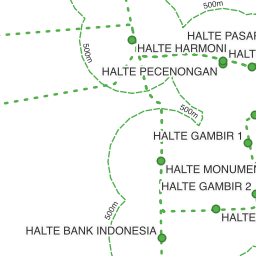 500m
HALTE PASAR
HALTE HARMONI
HALT
500m
HALTE PECENONGAN
500m
HALTE GAMBIR 1
HALTE MONUMEN
HALTE GAMBIR 2
500m
HALTE
HALTE BANK INDONESIA